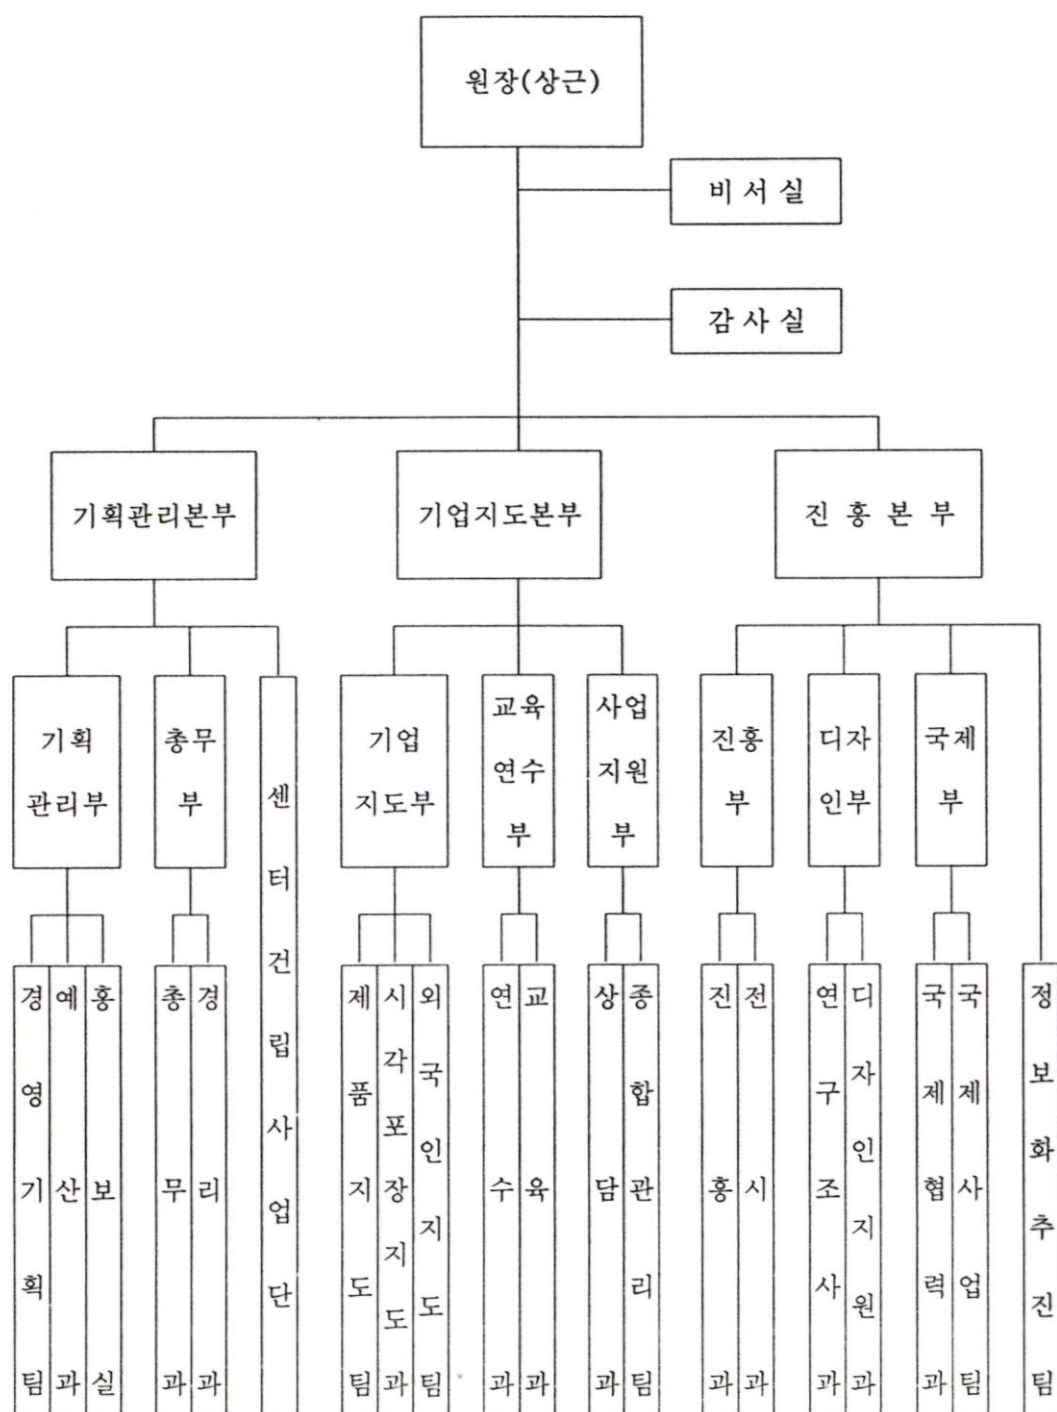 원장(상근)
비서실
감사실
기획관리본부
기업지도본부
진흥본부
기획
관리부
총무
부
센터건립사업단
기업
지도부
교육
연수
부
사업
지원
부
진흥
부
디자
인부
국제
부
경영기획팀
예산과
홍보실
총무과
경리과
제품지도팀
시각포장지도과
외국인지도팀
연수과
교육과
상담과
종합관리팀
진흥과
전시과
연구조사과
디자인지원과
국제협력과
국제사업팀
정보화추진팀